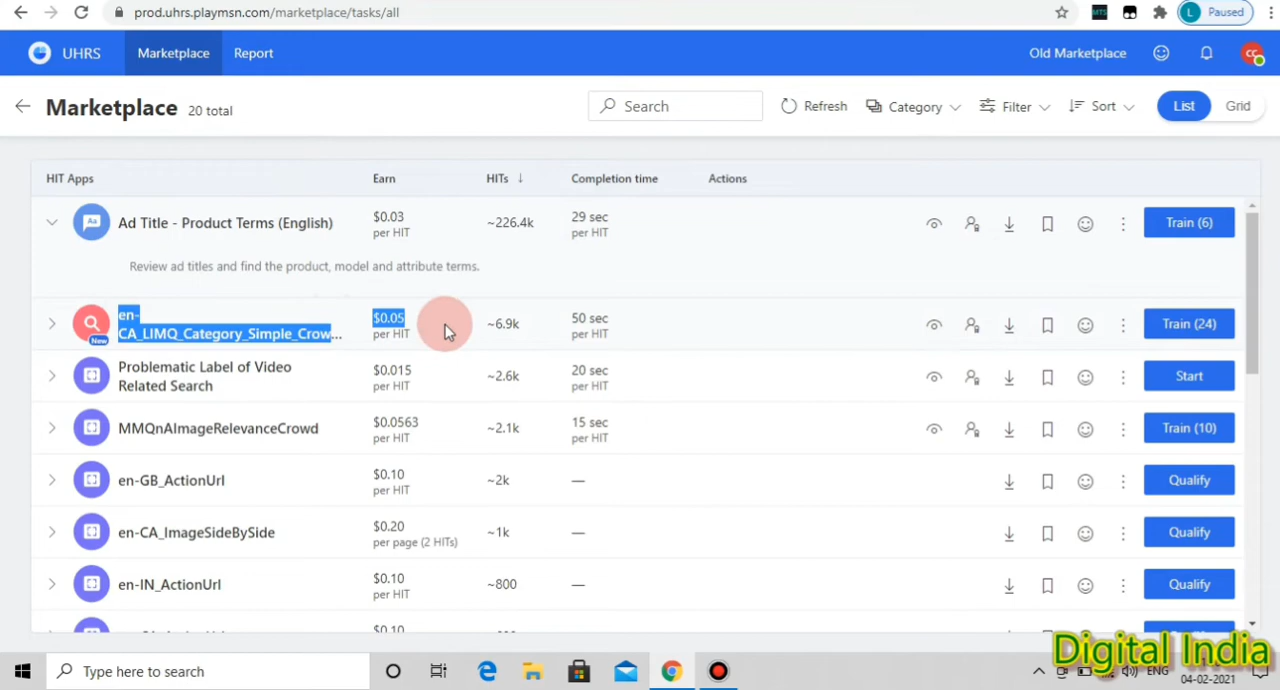 prod.uhrs.playmsn.com/marketplace/tasks/all
MTS
L Paused
UHRS Marketplace Report Old Marketplace CC
Marketplace 20 total Search Refresh Category Filter Sort List Grid
HIT Apps Earn HITs ↓ Completion time Actions
Aa Ad Title - Product Terms (English) $0.03 per HIT ~226.4k 29 sec per HIT Train (6)
Review ad titles and find the product, model and attribute terms.
New en-CA_LIMQ_Category_Simple_Crow... $0.05 per HIT ~6.9k 50 sec per HIT Train (24)
Problematic Label of Video Related Search $0.015 per HIT ~2.6k 20 sec per HIT Start
MMQnAImageRelevanceCrowd $0.0563 per HIT ~2.1k 15 sec per HIT Train (10)
en-GB_ActionUrl $0.10 per HIT ~2k — Qualify
en-CA_ImageSideBySide $0.20 per page (2 HITs) ~1k — Qualify
en-IN_ActionUrl $0.10 per HIT ~800 — Qualify
$0.10
Digital India
Type here to search ENG
04-02-2021